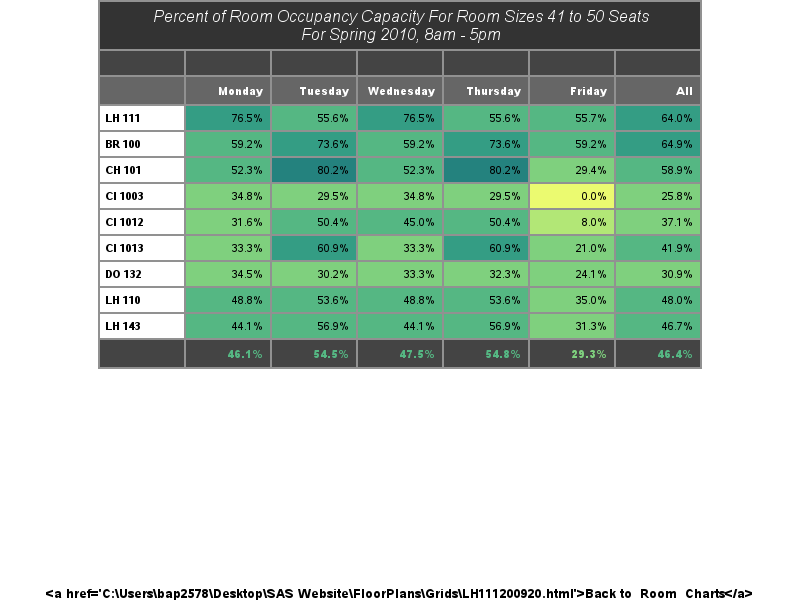 Percent of Room Occupancy Capacity For Room Sizes 41 to 50 Seats
For Spring 2010, 8am - 5pm
Monday Tuesday Wednesday Thursday Friday All
LH 111 76.5% 55.6% 76.5% 55.6% 55.7% 64.0%
BR 100 59.2% 73.6% 59.2% 73.6% 59.2% 64.9%
CH 101 52.3% 80.2% 52.3% 80.2% 29.4% 58.9%
CI 1003 34.8% 29.5% 34.8% 29.5% 0.0% 25.8%
CI 1012 31.6% 50.4% 45.0% 50.4% 8.0% 37.1%
CI 1013 33.3% 60.9% 33.3% 60.9% 21.0% 41.9%
DO 132 34.5% 30.2% 33.3% 32.3% 24.1% 30.9%
LH 110 48.8% 53.6% 48.8% 53.6% 35.0% 48.0%
LH 143 44.1% 56.9% 44.1% 56.9% 31.3% 46.7%
46.1% 54.5% 47.5% 54.8% 29.3% 46.4%
<a href='C:\Users\bap2578\Desktop\SAS Website\FloorPlans\Grids\LH111200920.html'>Back to Room Charts</a>